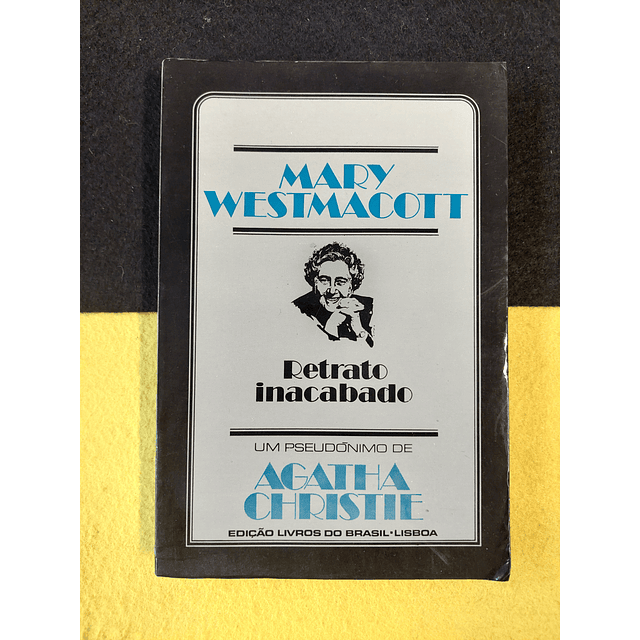 MARY
WESTMACOTT
Retrato
inacabado
UM PSEUDÓNIMO DE
AGATHA
CHRISTIE
EDIÇÃO LIVROS DO BRASIL•LISBOA